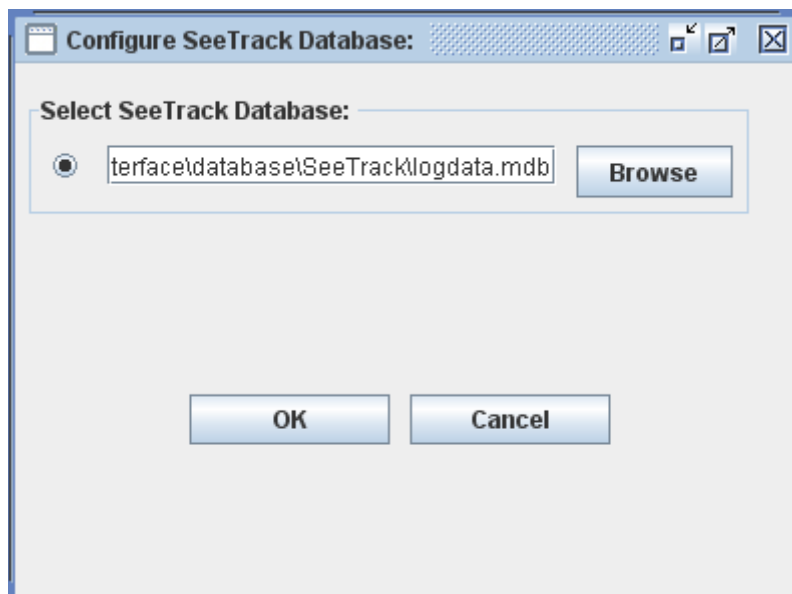 Configure SeeTrack Database:
Select SeeTrack Database:
terface\database\SeeTrack\logdata.mdb
Browse
OK
Cancel